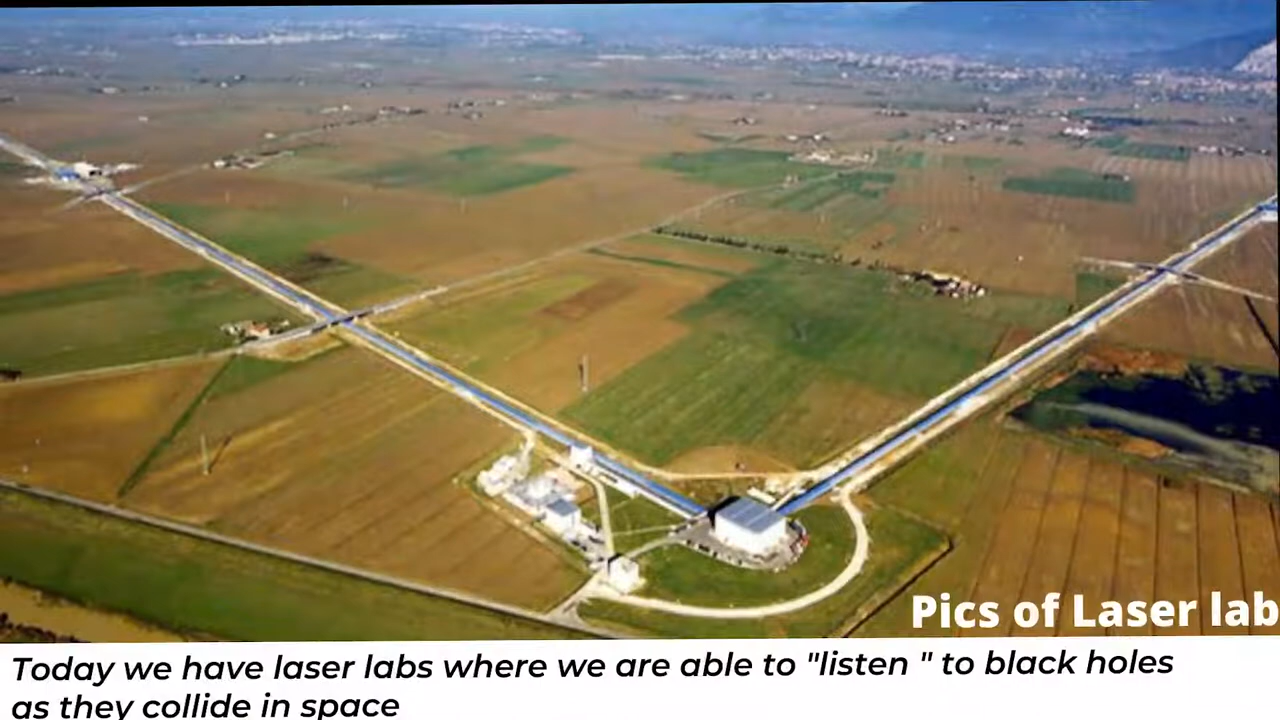 Pics of Laser lab
Today we have laser labs where we are able to "listen " to black holes
as they collide in space